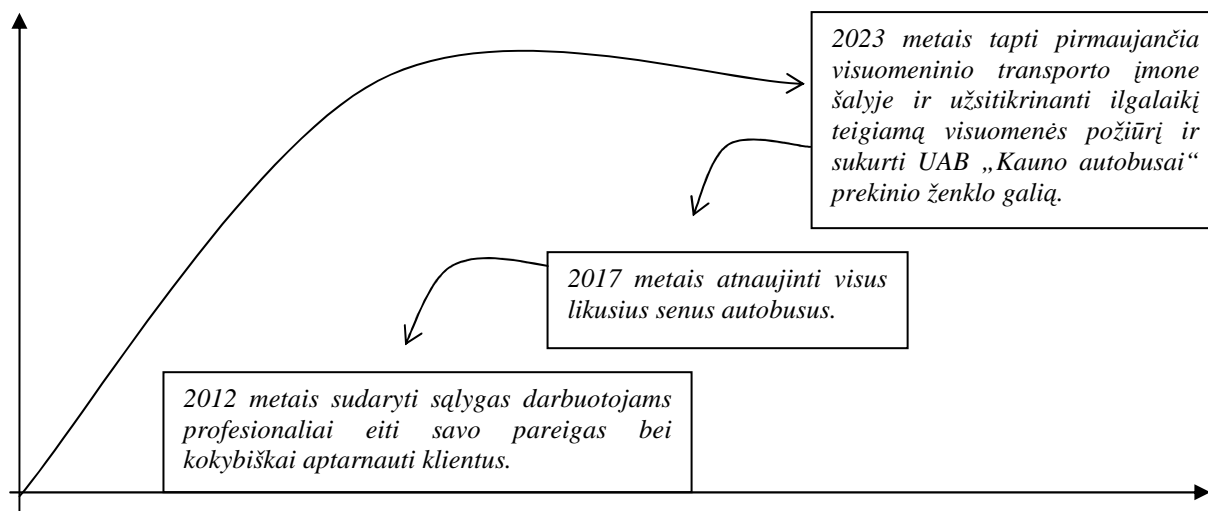 2023 metais tapti pirmaujančia
visuomeninio transporto įmone
šalyje ir užsitikrinanti ilgalaikį
teigiamą visuomenės požiūrį ir
sukurti UAB „Kauno autobusai“
prekinio ženklo galią.
2017 metais atnaujinti visus
likusius senus autobusus.
2012 metais sudaryti sąlygas darbuotojams
profesionaliai eiti savo pareigas bei
kokybiškai aptarnauti klientus.